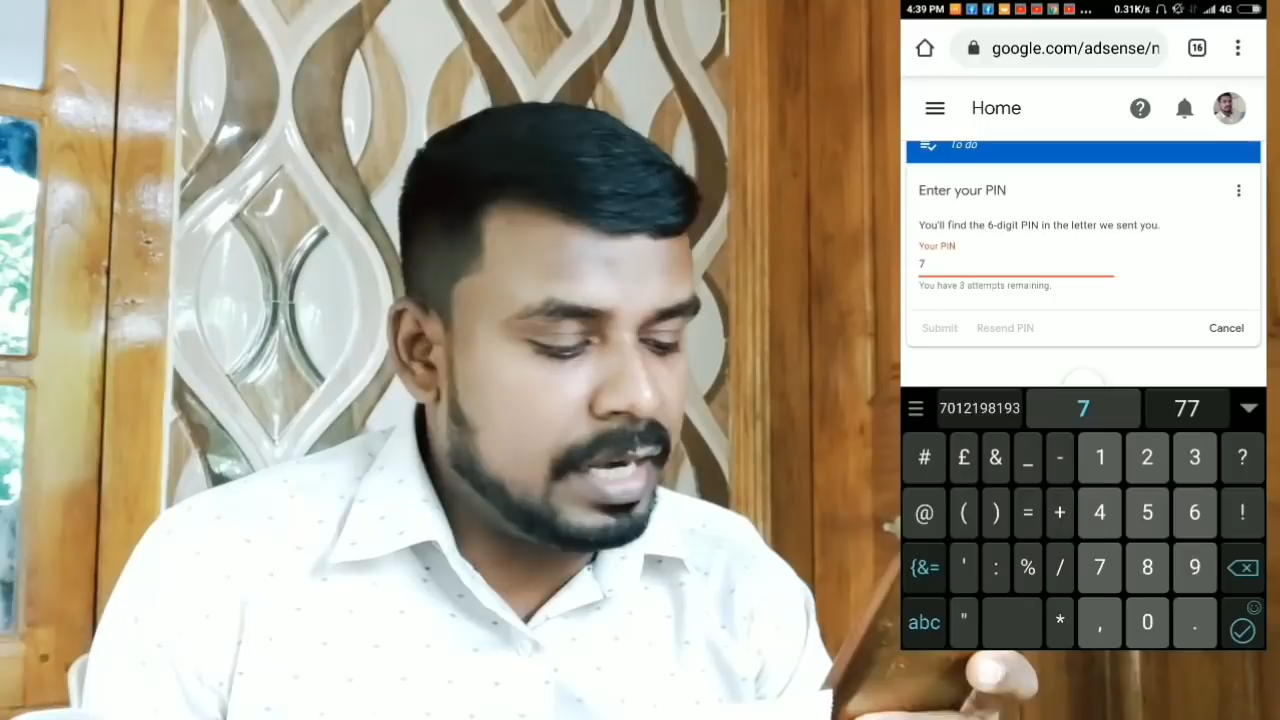 4:39 PM ... 0.31K/s 4G
google.com/adsense/n 16
Home
To do
Enter your PIN
You'll find the 6-digit PIN in the letter we sent you.
Your PIN
7
You have 3 attempts remaining.
Submit Resend PIN Cancel
7012198193 7 77
# £ & _ - 1 2 3 ?
@ ( ) = + 4 5 6 !
{&= ' : % / 7 8 9
abc " * , 0 .